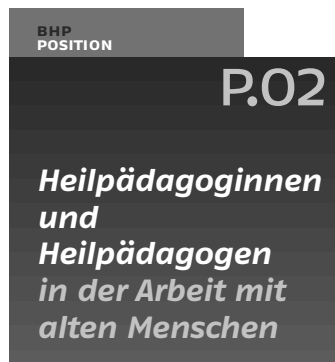 BHP
POSITION
P.02
Heilpädagoginnen
und
Heilpädagogen
in der Arbeit mit
alten Menschen